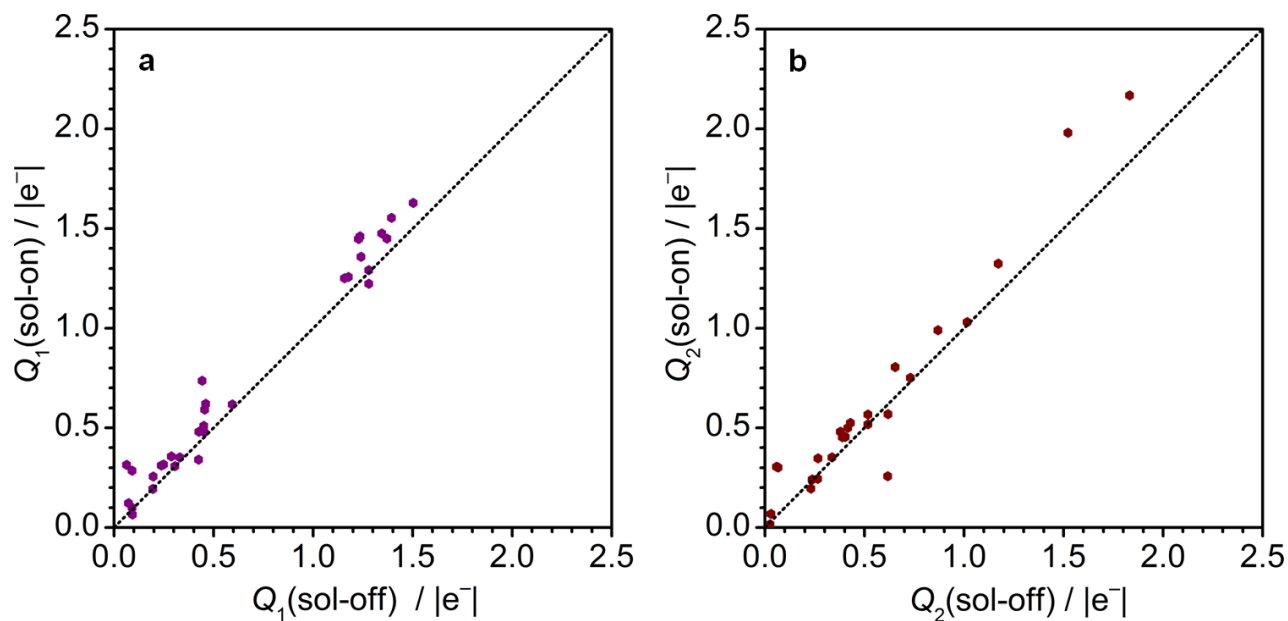 a
2.5
2.0
1.5
1.0
0.5
0.0
Q₁(sol-on) / |e⁻|
0.0 0.5 1.0 1.5 2.0 2.5
Q₁(sol-off) / |e⁻|
b
2.5
2.0
1.5
1.0
0.5
0.0
Q₂(sol-on) / |e⁻|
0.0 0.5 1.0 1.5 2.0 2.5
Q₂(sol-off) / |e⁻|